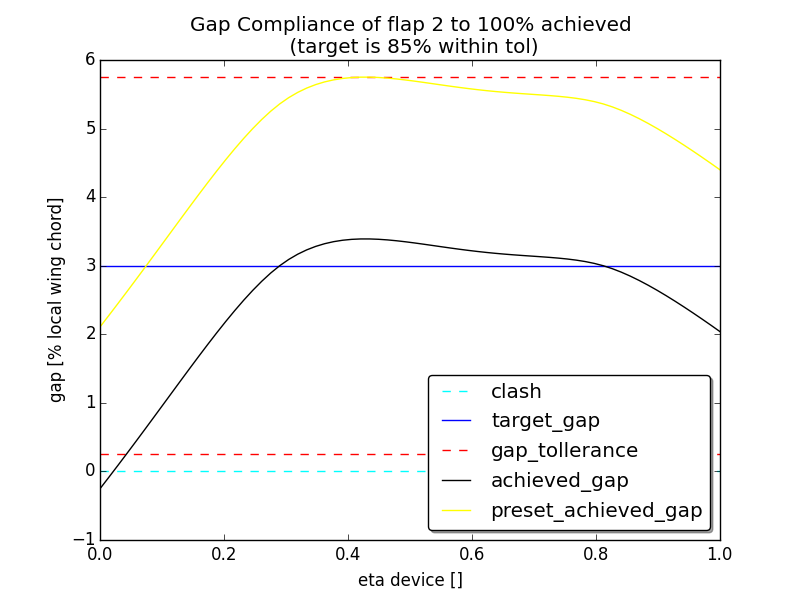 Gap Compliance of flap 2 to 100% achieved
(target is 85% within tol)
gap [% local wing chord]
6
5
4
3
2
1
0
−1
0.0 0.2 0.4 0.6 0.8 1.0
eta device []
clash
target_gap
gap_tollerance
achieved_gap
preset_achieved_gap